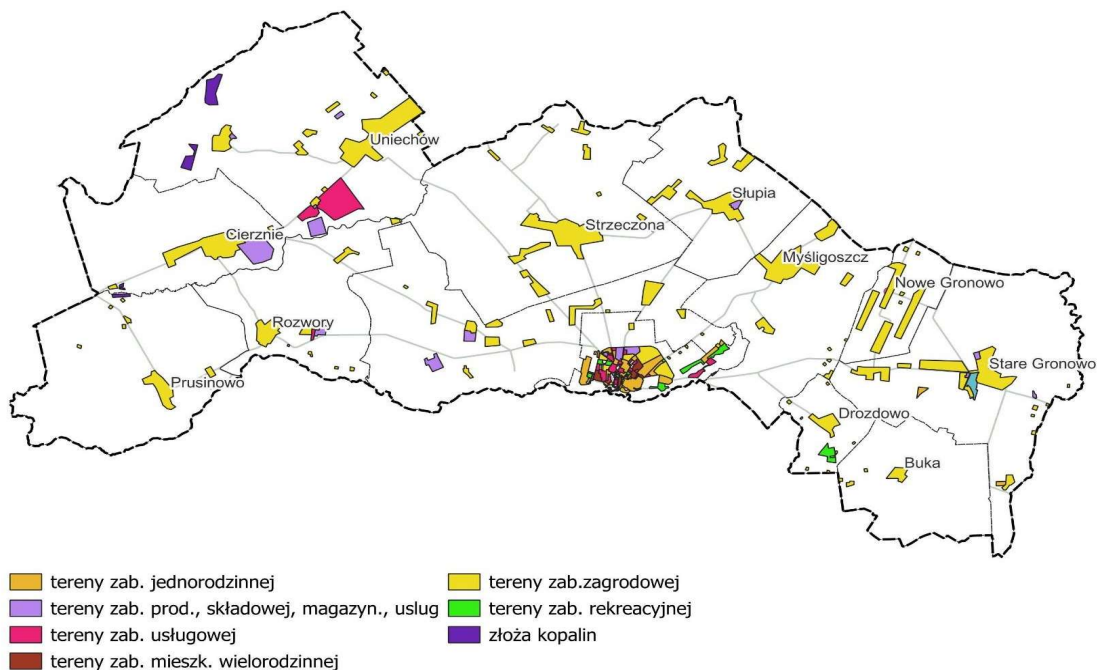 Uniechów
Słupia
Strzeczona
Cierznie
Myśligoszcz
Nowe Gronowo
Rozwory
Stare Gronowo
Prusinowo
Drozdowo
Buka
tereny zab. jednorodzinnej
tereny zab. prod., składowej, magazyn., uslug
tereny zab. usługowej
tereny zab. mieszk. wielorodzinnej
tereny zab.zagrodowej
tereny zab. rekreacyjnej
złoża kopalin